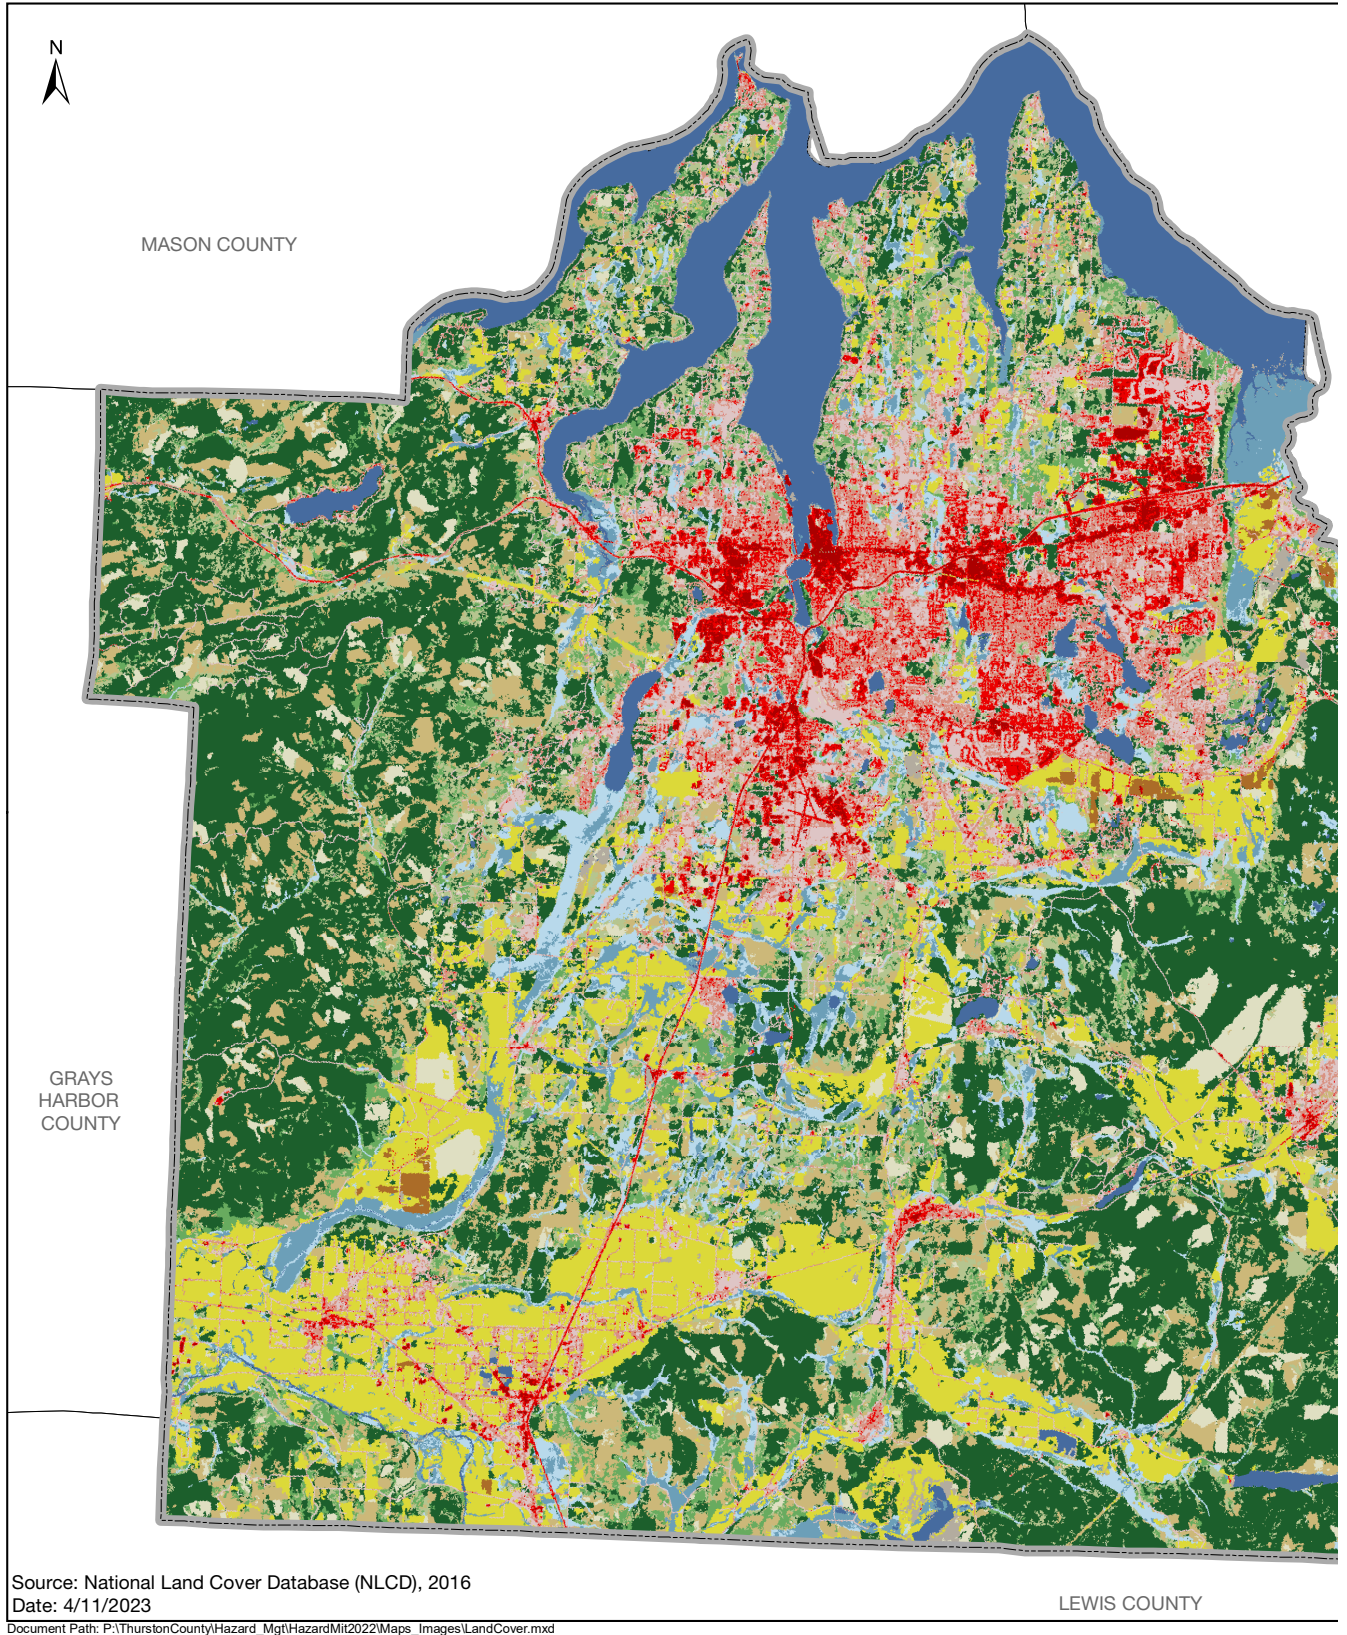 N
MASON COUNTY
GRAYS
HARBOR
COUNTY
Source: National Land Cover Database (NLCD), 2016
Date: 4/11/2023
LEWIS COUNTY
Document Path: P:\ThurstonCounty\Hazard_Mgt\HazardMit2022\Maps_Images\LandCover.mxd